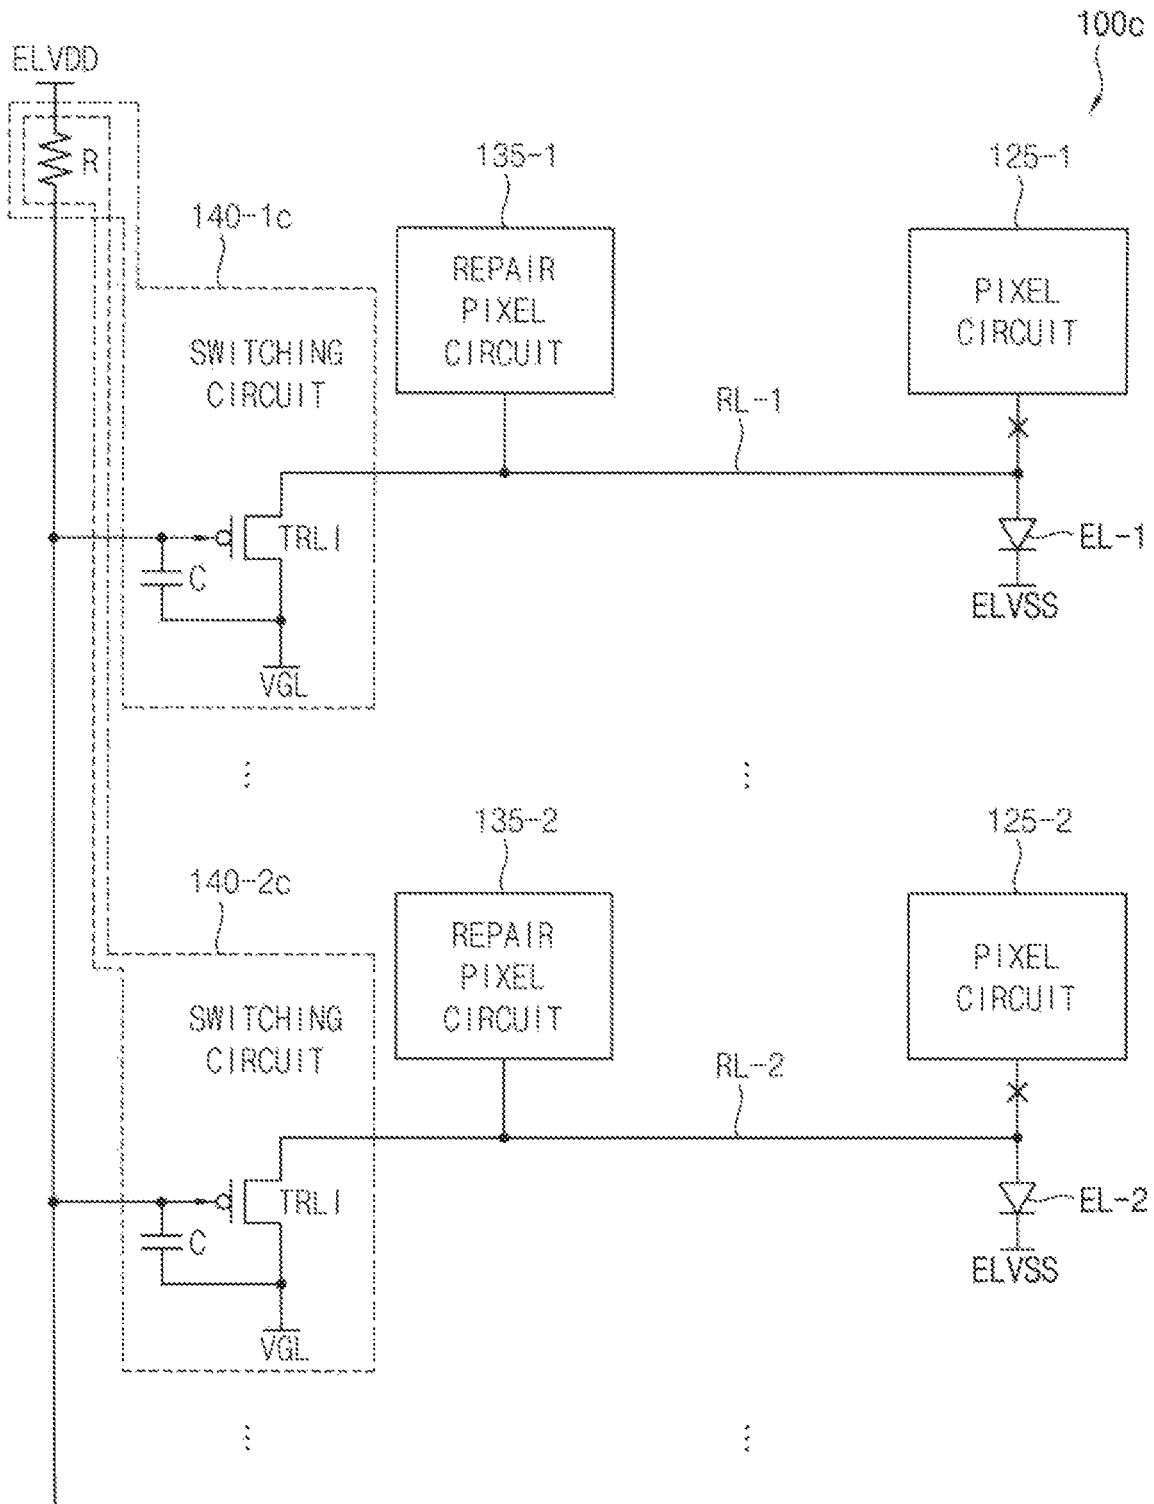 100c
ELVDD
R
135-1
125-1
140-1c
REPAIR
PIXEL
CIRCUIT
PIXEL
CIRCUIT
SWITCHING
CIRCUIT
RL-1
TRLI
EL-1
C
ELVSS
VGL
135-2
125-2
140-2c
REPAIR
PIXEL
CIRCUIT
PIXEL
CIRCUIT
SWITCHING
CIRCUIT
RL-2
TRLI
EL-2
C
ELVSS
VGL